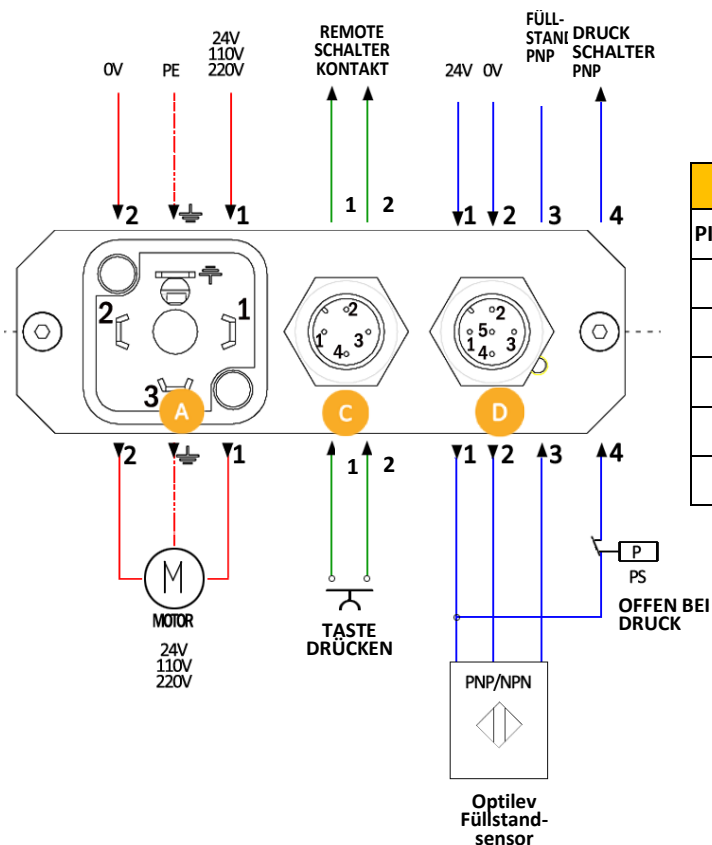 24V
110V
220V
0V
PE
REMOTE
SCHALTER
KONTAKT
24V 0V
FÜLL-
STAND
PNP
DRUCK
SCHALTER
PNP
2
1
1 2
1 2 3 4
PI
2
1
3
A
2
1
3
4
C
2
5
1
3
4
D
2
1
1 2
1 2 3 4
M
MOTOR
24V
110V
220V
TASTE
DRÜCKEN
P
PS
OFFEN BEI
DRUCK
PNP/NPN
Optilev
Füllstand-
sensor